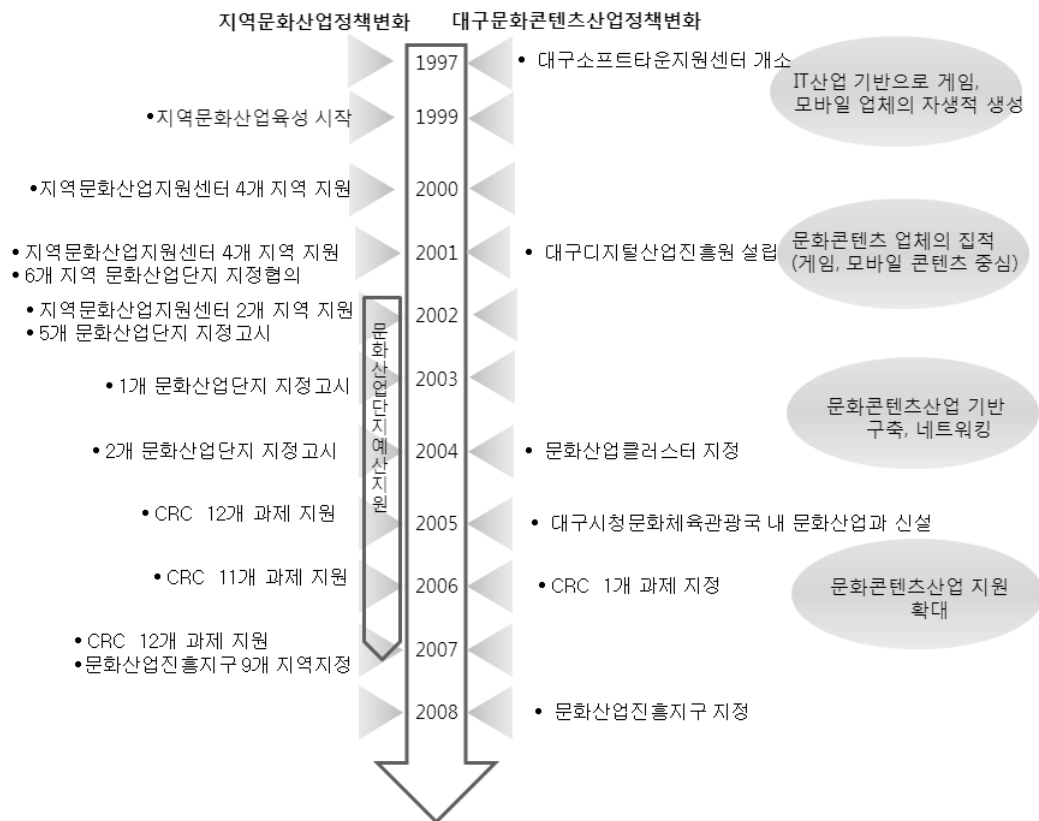 지역문화산업정책변화
대구문화콘텐츠산업정책변화
1997
• 대구소프트타운지원센터 개소
IT산업 기반으로 게임,
모바일 업체의 자생적 생성
•지역문화산업육성 시작
1999
•지역문화산업지원센터 4개 지역 지원
2000
• 지역문화산업지원센터 4개 지역 지원
• 6개 지역 문화산업단지 지정협의
2001
• 대구디지털산업진흥원 설립
문화콘텐츠 업체의 집적
(게임, 모바일 콘텐츠 중심)
• 지역문화산업지원센터 2개 지역 지원
• 5개 문화산업단지 지정고시
2002
문화산업단지예산지원
• 1개 문화산업단지 지정고시
2003
문화콘텐츠산업 기반
구축, 네트워킹
• 2개 문화산업단지 지정고시
2004
• 문화산업클러스터 지정
• CRC 12개 과제 지원
2005
• 대구시청문화체육관광국 내 문화산업과 신설
• CRC 11개 과제 지원
2006
• CRC 1개 과제 지정
문화콘텐츠산업 지원
확대
• CRC 12개 과제 지원
• 문화산업진흥지구 9개 지역지정
2007
2008
• 문화산업진흥지구 지정